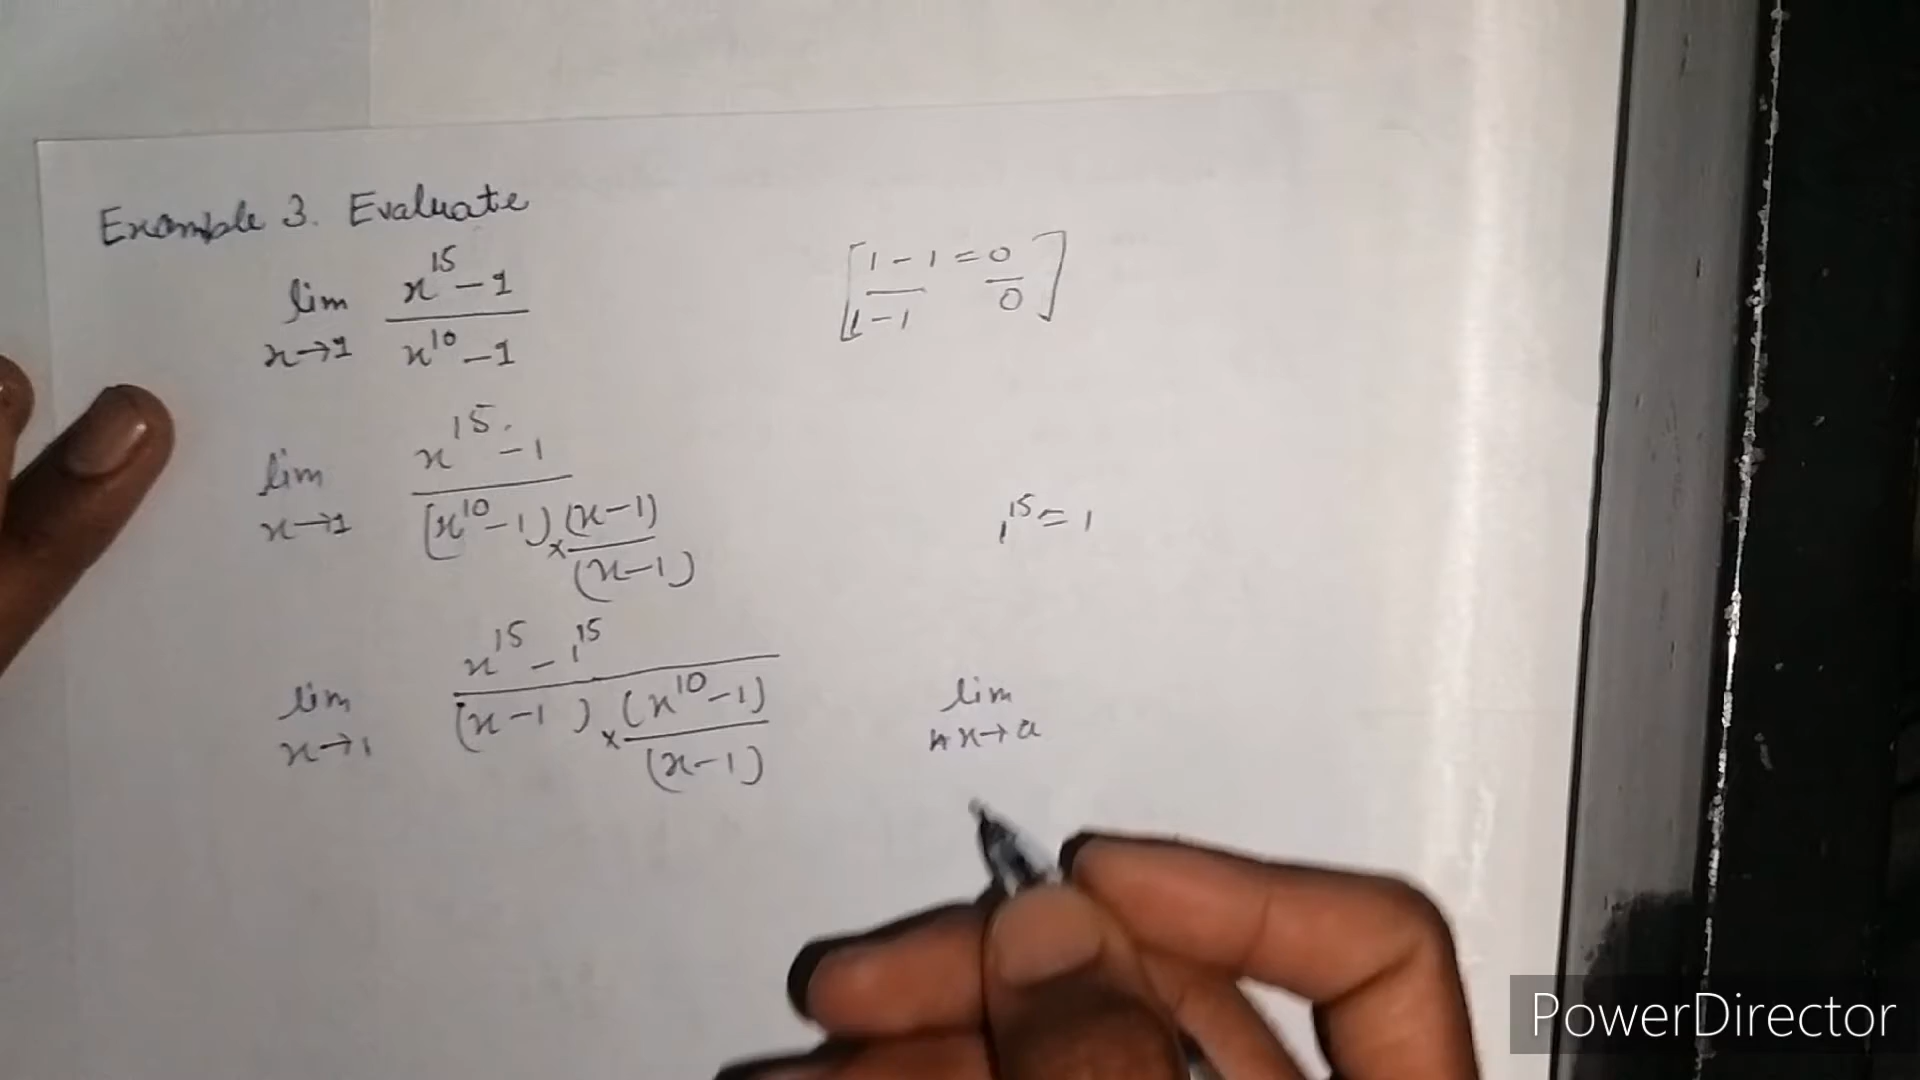 Example 3. Evaluate
lim x→1 (x^15 - 1)/(x^10 - 1)
[(1-1)/(1-1) = 0/0]
lim x→1 (x^15 - 1)/((x^10 - 1) × (x-1)/(x-1))
1^15 = 1
lim x→1 (x^15 - 1^15)/((x-1) × (x^10 - 1)/(x-1))
lim x→a
PowerDirector